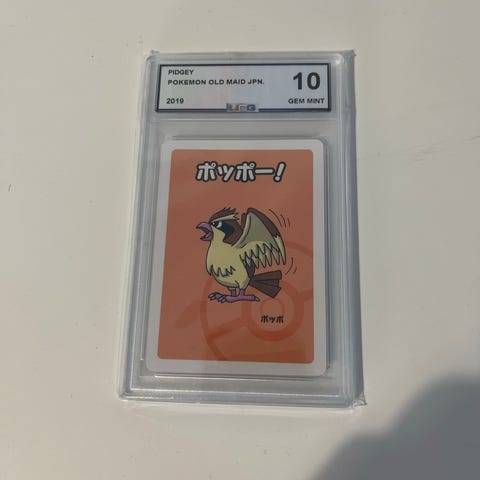 PIDGEY
POKEMON OLD MAID JPN.
2019
10
GEM MINT
ポッポー!
ポッポ